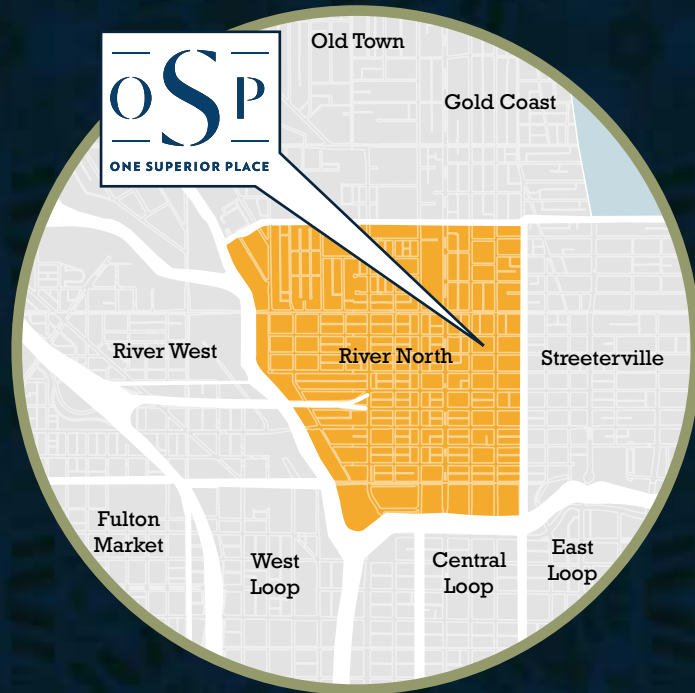 Old Town
Gold Coast
OSP
ONE SUPERIOR PLACE
River West
River North
Streeterville
Fulton
Market
West
Loop
Central
Loop
East
Loop